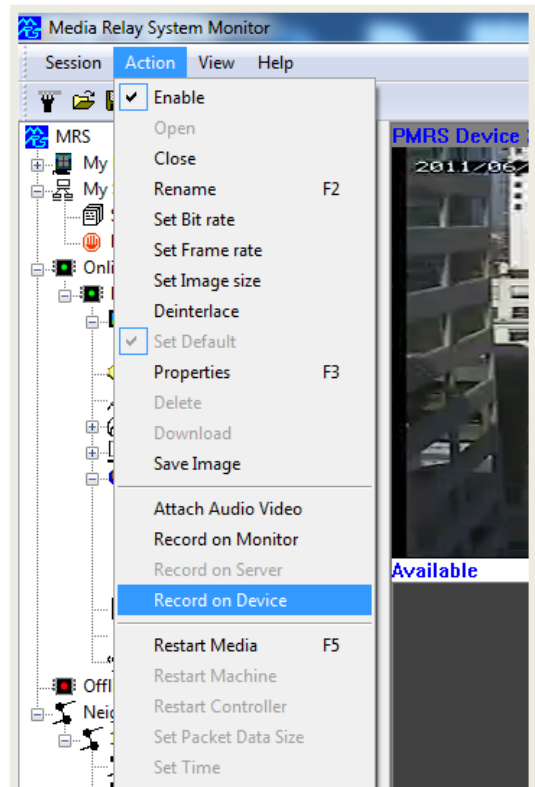 Media Relay System Monitor
Session Action View Help
Enable
MRS
PMRS Device
Open
My
2011/06/
Close
My
Rename F2
Set Bit rate
Set Frame rate
Onli
Set Image size
Deinterlace
Set Default
Properties F3
Delete
Download
Save Image
Attach Audio Video
Record on Monitor
Record on Server
Available
Record on Device
Restart Media F5
Restart Machine
Offl
Restart Controller
Neig
Set Packet Data Size
Set Time